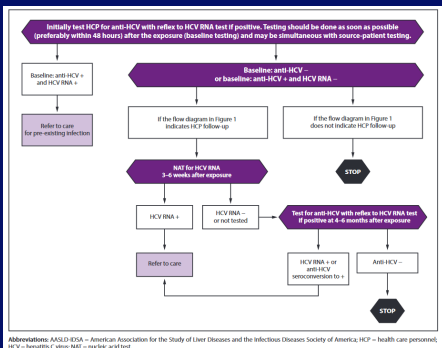 Initially test HCP for anti-HCV with reflex to HCV RNA test if positive. Testing should be done as soon as possible
(preferably within 48 hours) after the exposure (baseline testing) and may be simultaneous with source-patient testing.
Baseline: anti-HCV +
and HCV RNA +
Baseline: anti-HCV –
or baseline: anti-HCV + and HCV RNA –
Refer to care
for pre-existing infection
If the flow diagram in Figure 1
indicates HCP follow-up
If the flow diagram in Figure 1
does not indicate HCP follow-up
NAT for HCV RNA
3–6 weeks after exposure
STOP
HCV RNA +
HCV RNA –
or not tested
Test for anti-HCV with reflex to HCV RNA test
if positive at 4–6 months after exposure
Refer to care
HCV RNA + or
anti-HCV
seroconversion to +
Anti-HCV –
STOP
Abbreviations: AASLD-IDSA = American Association for the Study of Liver Diseases and the Infectious Diseases Society of America; HCP = health care personnel;
HCV = hepatitis C virus; NAT = nucleic acid test.